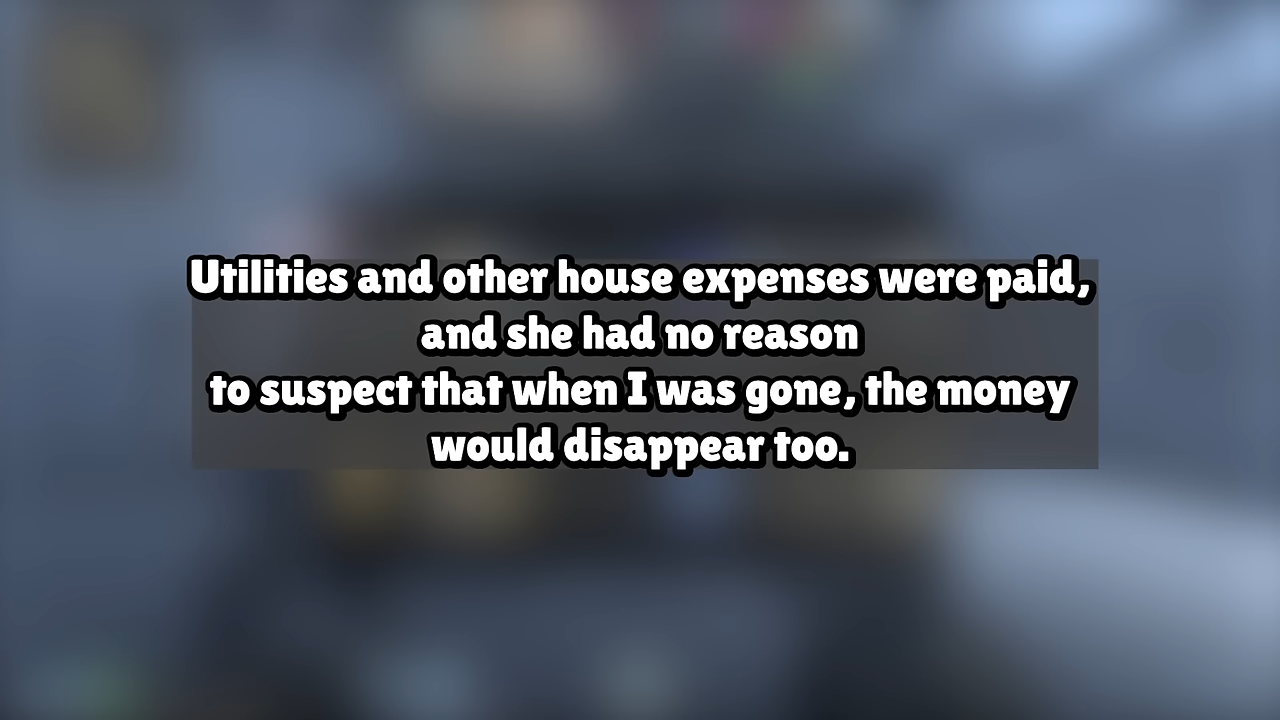 Utilities and other house expenses were paid,
and she had no reason
to suspect that when I was gone, the money
would disappear too.